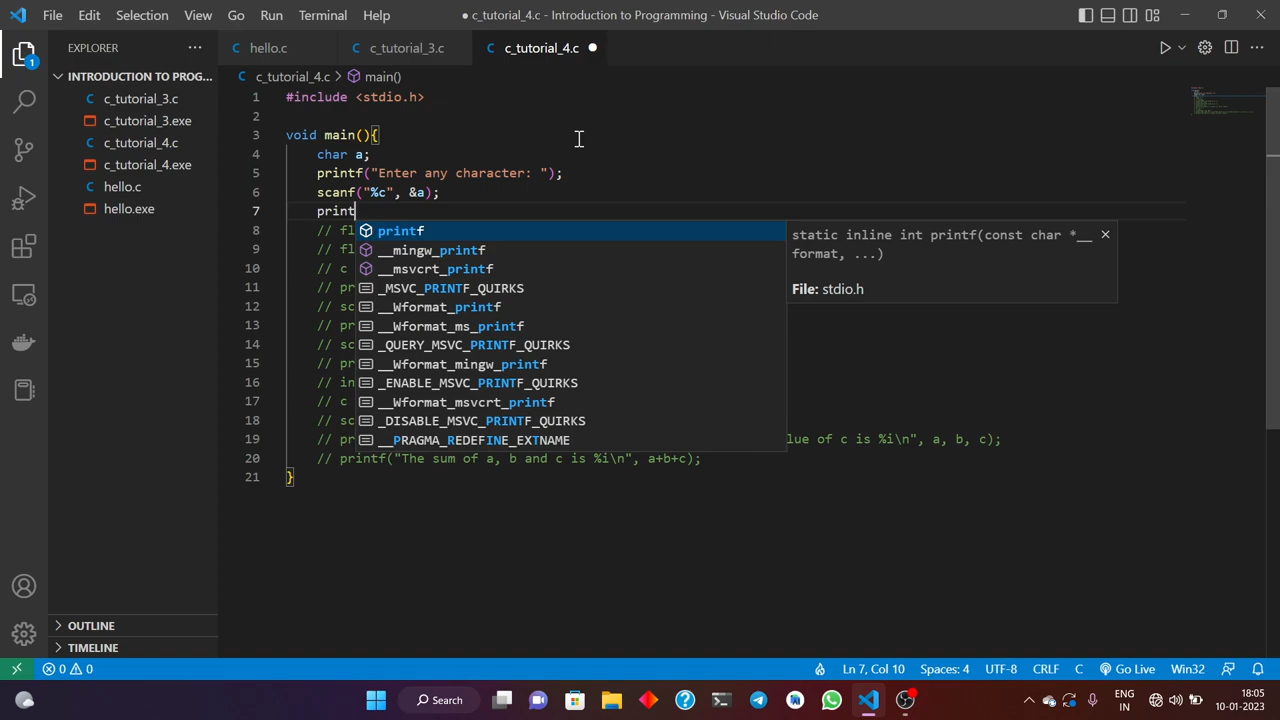 File Edit Selection View Go Run Terminal Help
● c_tutorial_4.c - Introduction to Programming - Visual Studio Code
EXPLORER
hello.c c_tutorial_3.c c_tutorial_4.c
INTRODUCTION TO PROG...
C c_tutorial_3.c
c_tutorial_3.exe
C c_tutorial_4.c
c_tutorial_4.exe
C hello.c
hello.exe
OUTLINE
TIMELINE
C c_tutorial_4.c > main()
1 #include <stdio.h>
2
3 void main(){
4 char a;
5 printf("Enter any character: ");
6 scanf("%c", &a);
7 print
8 // fl
9 // fl
10 // c
11 // pr
12 // sc
13 // pr
14 // sc
15 // pr
16 // in
17 // c
18 // sc
19 // pr lue of c is %i\n", a, b, c);
20 // printf("The sum of a, b and c is %i\n", a+b+c);
21 }
printf
__mingw_printf
__msvcrt_printf
_MSVC_PRINTF_QUIRKS
__Wformat_printf
__Wformat_ms_printf
_QUERY_MSVC_PRINTF_QUIRKS
__Wformat_mingw_printf
_ENABLE_MSVC_PRINTF_QUIRKS
__Wformat_msvcrt_printf
_DISABLE_MSVC_PRINTF_QUIRKS
__PRAGMA_REDEFINE_EXTNAME
static inline int printf(const char *__
format, ...)
File: stdio.h
1
0 0
Ln 7, Col 10 Spaces: 4 UTF-8 CRLF C Go Live Win32
Search
ENG
IN
18:05
10-01-2023